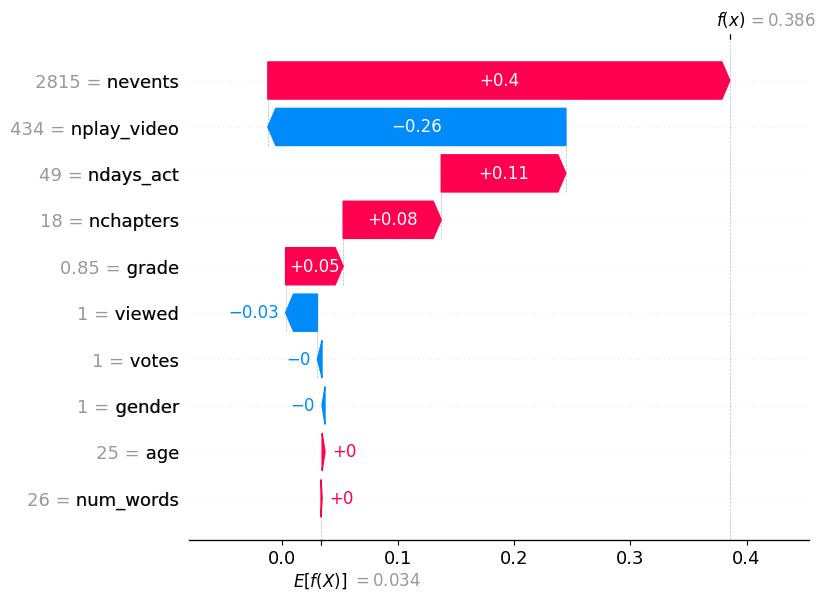 f(x) = 0.386
2815 = nevents +0.4
434 = nplay_video −0.26
49 = ndays_act +0.11
18 = nchapters +0.08
0.85 = grade +0.05
1 = viewed −0.03
1 = votes −0
1 = gender −0
25 = age +0
26 = num_words +0
0.0 0.1 0.2 0.3 0.4
E[f(X)] = 0.034